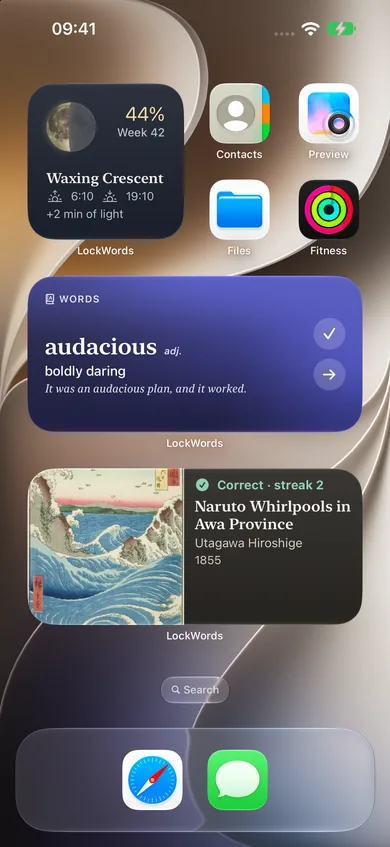 09:41
44%
Week 42
Waxing Crescent
6:10 19:10
+2 min of light
LockWords
Contacts
Preview
Files
Fitness
WORDS
audacious adj.
boldly daring
It was an audacious plan, and it worked.
LockWords
Correct · streak 2
Naruto Whirlpools in
Awa Province
Utagawa Hiroshige
1855
LockWords
Search